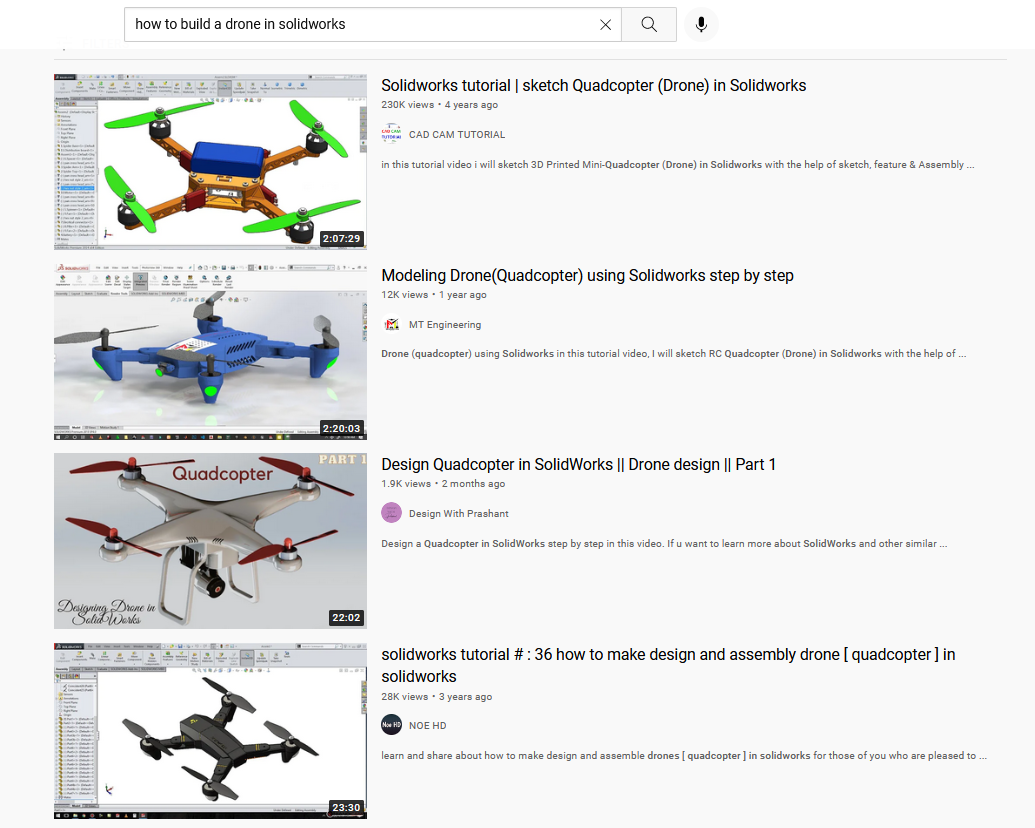 how to build a drone in solidworks
Solidworks tutorial | sketch Quadcopter (Drone) in Solidworks
230K views • 4 years ago
CAD CAM TUTORIAL
in this tutorial video i will sketch 3D Printed Mini-Quadcopter (Drone) in Solidworks with the help of sketch, feature & Assembly ...
2:07:29
Modeling Drone(Quadcopter) using Solidworks step by step
12K views • 1 year ago
MT Engineering
Drone (quadcopter) using Solidworks in this tutorial video, I will sketch RC Quadcopter (Drone) in Solidworks with the help of ...
2:20:03
PART 1
Quadcopter
Designing Drone in
SolidWorks
22:02
Design Quadcopter in SolidWorks || Drone design || Part 1
1.9K views • 2 months ago
Design With Prashant
Design a Quadcopter in SolidWorks step by step in this video. If u want to learn more about SolidWorks and other similar ...
solidworks tutorial # : 36 how to make design and assembly drone [ quadcopter ] in
solidworks
28K views • 3 years ago
Noe HD
NOE HD
learn and share about how to make design and assemble drones [ quadcopter ] in solidworks for those of you who are pleased to ...
23:30